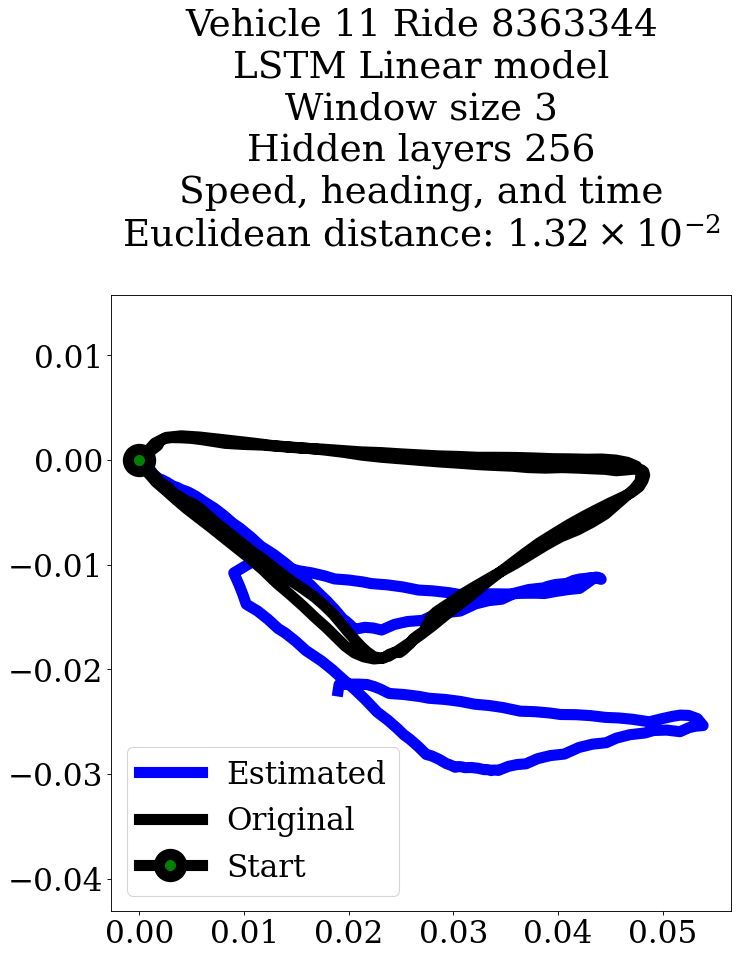 Vehicle 11 Ride 8363344
LSTM Linear model
Window size 3
Hidden layers 256
Speed, heading, and time
Euclidean distance: 1.32 × 10⁻²
0.01
0.00
−0.01
−0.02
−0.03
−0.04
Estimated
Original
Start
0.00 0.01 0.02 0.03 0.04 0.05